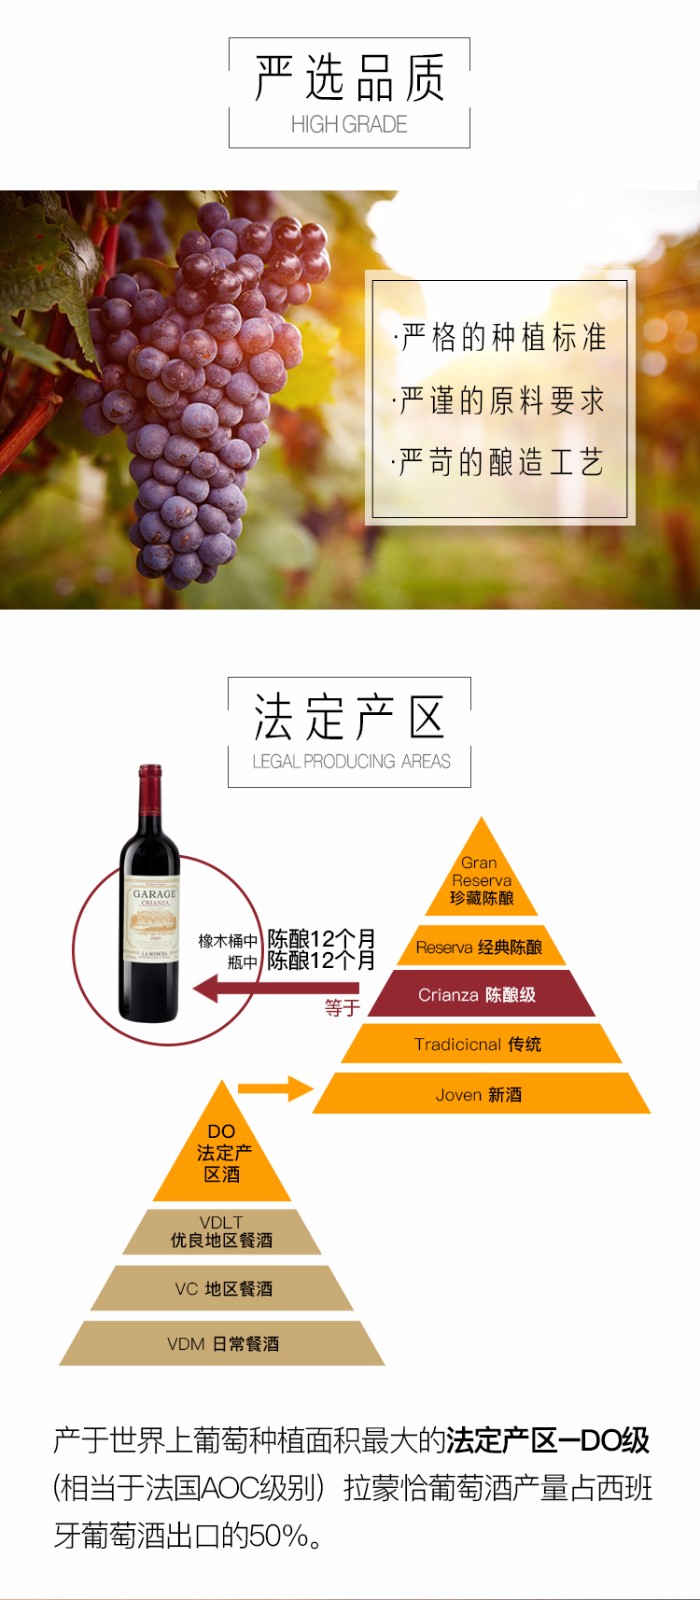 严选品质
HIGH GRADE
·严格的种植标准
·严谨的原料要求
·严苛的酿造工艺
法定产区
LEGAL PRODUCING AREAS
GARAGE
CRIANZA
LA MANCHA
橡木桶中 陈酿12个月
瓶中 陈酿12个月
等于
Gran
Reserva
珍藏陈酿
Reserva 经典陈酿
Crianza 陈酿级
Tradicicnal 传统
Joven 新酒
DO
法定产
区酒
VDLT
优良地区餐酒
VC 地区餐酒
VDM 日常餐酒
产于世界上葡萄种植面积最大的法定产区—DO级
(相当于法国AOC级别) 拉蒙恰葡萄酒产量占西班
牙葡萄酒出口的50%。